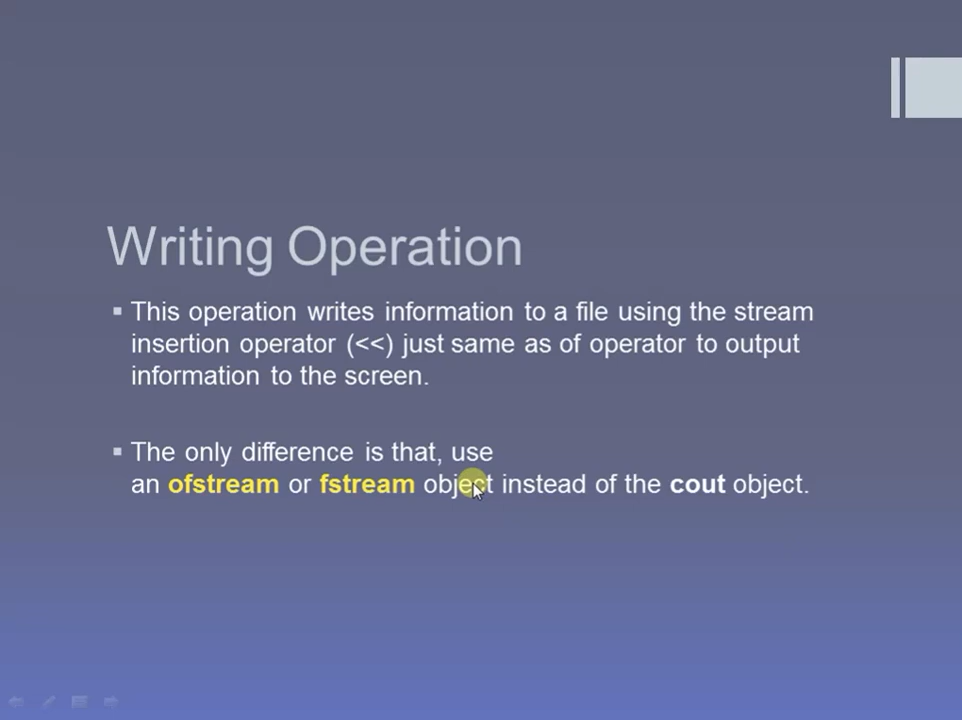 Writing Operation
This operation writes information to a file using the stream
insertion operator (<<) just same as of operator to output
information to the screen.
The only difference is that, use
an ofstream or fstream object instead of the cout object.